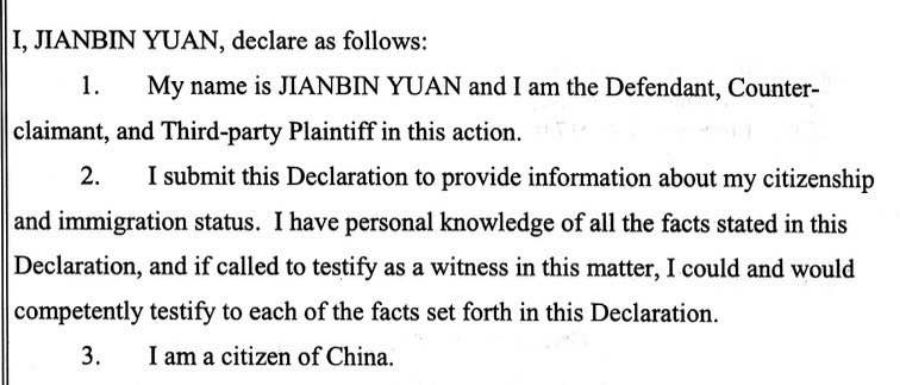 I, JIANBIN YUAN, declare as follows:
1. My name is JIANBIN YUAN and I am the Defendant, Counter-
claimant, and Third-party Plaintiff in this action.
2. I submit this Declaration to provide information about my citizenship
and immigration status. I have personal knowledge of all the facts stated in this
Declaration, and if called to testify as a witness in this matter, I could and would
competently testify to each of the facts set forth in this Declaration.
3. I am a citizen of China.